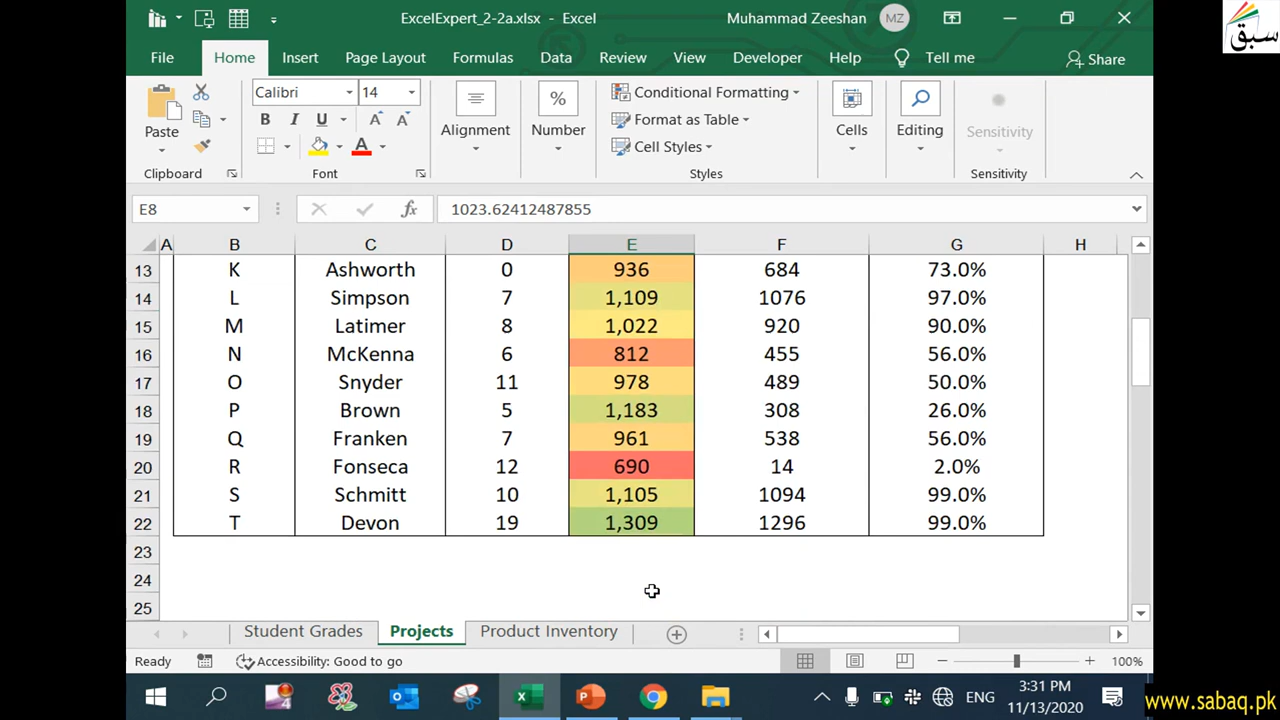 ExcelExpert_2-2a.xlsx - Excel
Muhammad Zeeshan
MZ
سبق
File Home Insert Page Layout Formulas Data Review View Developer Help Tell me Share
Paste
Clipboard
Calibri 14
B I U A A
A
Font
Alignment
%
Number
Conditional Formatting
Format as Table
Cell Styles
Styles
Cells
Editing
Sensitivity
Sensitivity
E8 fx 1023.62412487855
A B C D E F G H
13 K Ashworth 0 936 684 73.0%
14 L Simpson 7 1,109 1076 97.0%
15 M Latimer 8 1,022 920 90.0%
16 N McKenna 6 812 455 56.0%
17 O Snyder 11 978 489 50.0%
18 P Brown 5 1,183 308 26.0%
19 Q Franken 7 961 538 56.0%
20 R Fonseca 12 690 14 2.0%
21 S Schmitt 10 1,105 1094 99.0%
22 T Devon 19 1,309 1296 99.0%
23
24
25
Student Grades Projects Product Inventory
Ready Accessibility: Good to go 100%
ENG
3:31 PM
11/13/2020
www.sabaq.pk